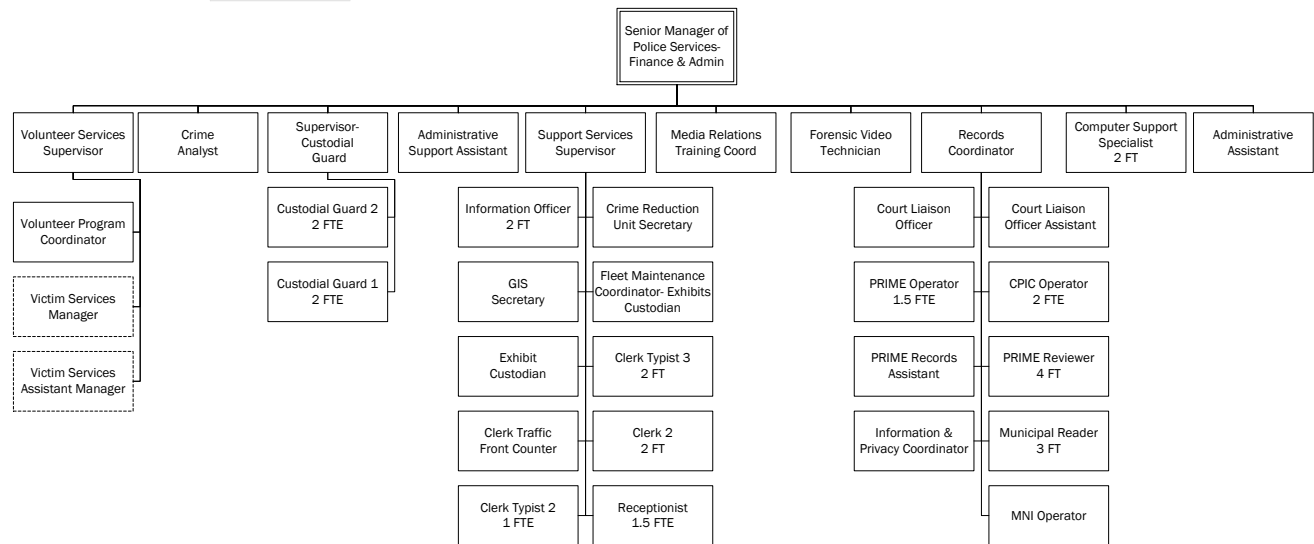 Senior Manager of
Police Services-
Finance & Admin
Volunteer Services
Supervisor
Crime
Analyst
Supervisor-
Custodial
Guard
Administrative
Support Assistant
Support Services
Supervisor
Media Relations
Training Coord
Forensic Video
Technician
Records
Coordinator
Computer Support
Specialist
2 FT
Administrative
Assistant
Volunteer Program
Coordinator
Victim Services
Manager
Victim Services
Assistant Manager
Custodial Guard 2
2 FTE
Custodial Guard 1
2 FTE
Information Officer
2 FT
Crime Reduction
Unit Secretary
GIS
Secretary
Fleet Maintenance
Coordinator- Exhibits
Custodian
Exhibit
Custodian
Clerk Typist 3
2 FT
Clerk Traffic
Front Counter
Clerk 2
2 FT
Clerk Typist 2
1 FTE
Receptionist
1.5 FTE
Court Liaison
Officer
Court Liaison
Officer Assistant
PRIME Operator
1.5 FTE
CPIC Operator
2 FTE
PRIME Records
Assistant
PRIME Reviewer
4 FT
Information &
Privacy Coordinator
Municipal Reader
3 FT
MNI Operator